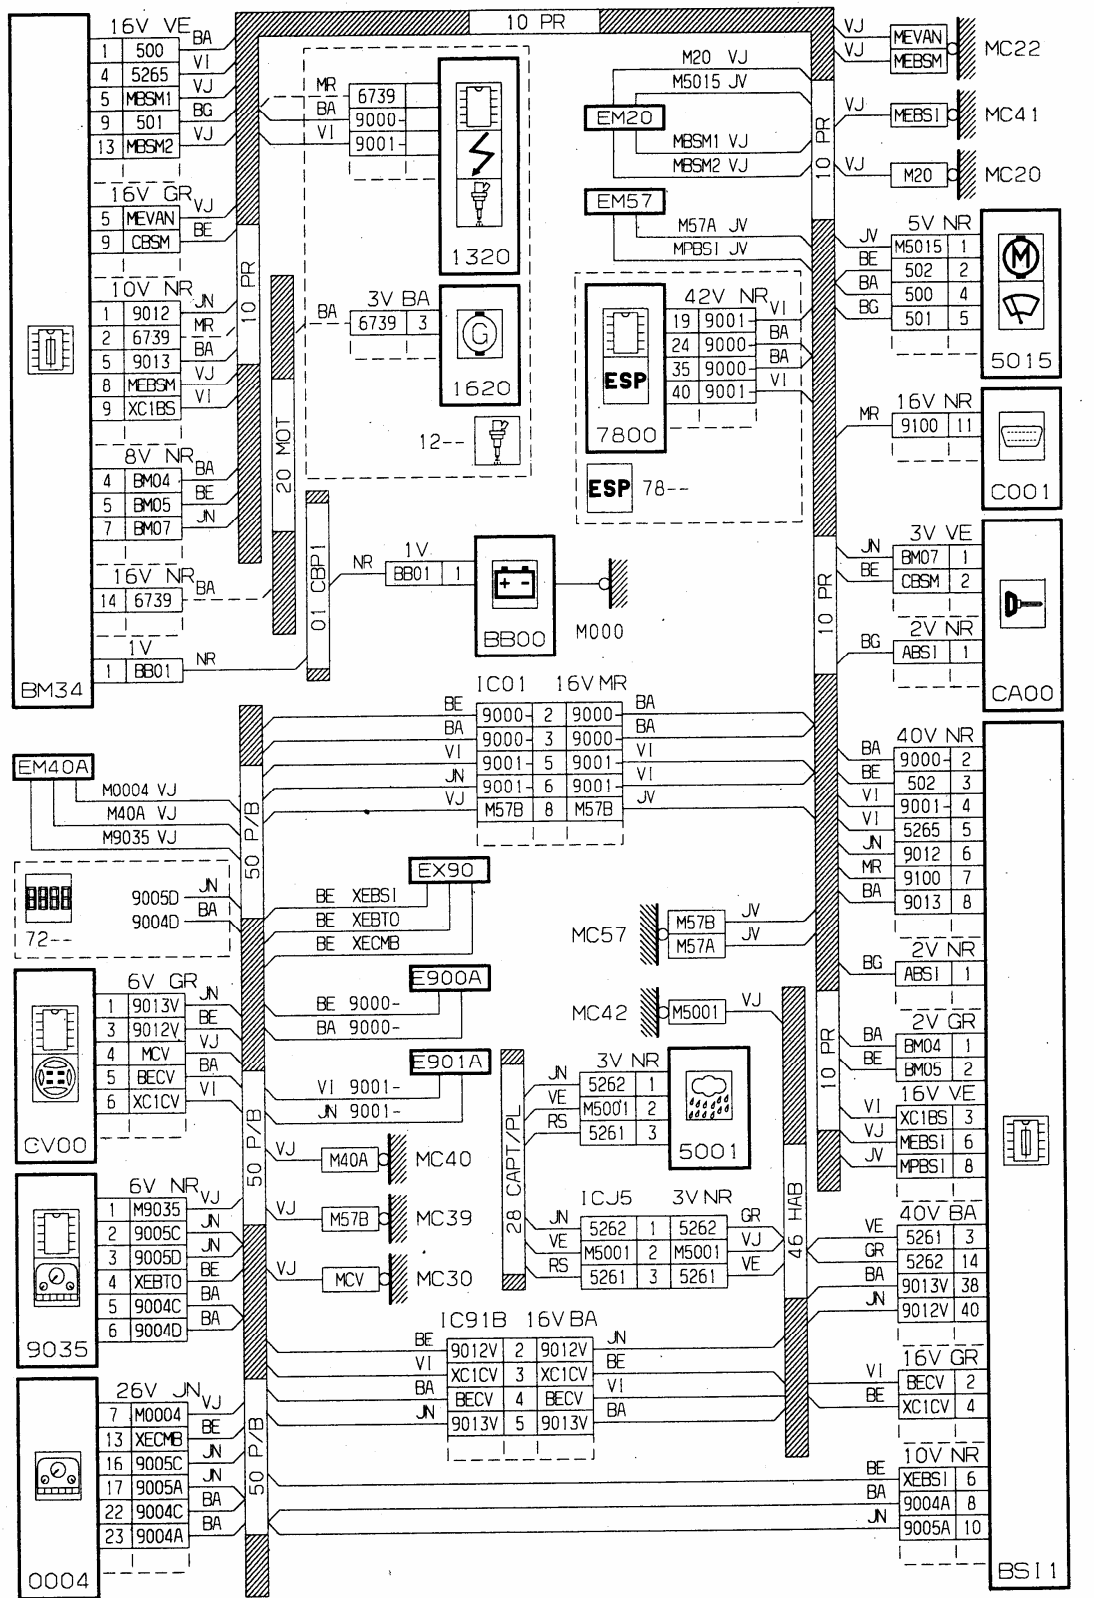 10 PR
16V VE
1 500 BA
4 5265 VI
5 MBSM1 VJ
9 501 BG
13 MBSM2 VJ
16V GR
5 MEVAN VJ
9 CBSM BE
10V NR
1 9012 JN
2 6739 MR
5 9013 BA
8 MEBSM VJ
9 XC1BS VI
8V NR
4 BM04 BA
5 BM05 BE
7 BM07 JN
16V NR
14 6739 BA
1V
1 BB01 NR
BM34
10 PR
20 MOT
01 CBP1
MR 6739
BA 9000-
VI 9001-
1320
3V BA
BA 6739 3
G
1620
12--
1V
NR BB01 1
+ -
BB00
M000
M20 VJ
M5015 JV
EM20
MBSM1 VJ
MBSM2 VJ
EM57
M57A JV
MPBSI JV
42V NR
19 9001- VI
24 9000- BA
35 9000- BA
40 9001- VI
ESP
7800
ESP 78--
10 PR
VJ MEVAN
VJ MEBSM
MC22
VJ MEBSI MC41
VJ M20 MC20
5V NR
JV M5015 1
BE 502 2
BA 500 4
BG 501 5
M
5015
16V NR
MR 9100 11
C001
10 PR
3V VE
JN BM07 1
BE CBSM 2
2V NR
BG ABSI 1
CA00
IC01 16V MR
BE 9000- 2 9000- BA
BA 9000- 3 9000- BA
VI 9001- 5 9001- VI
JN 9001- 6 9001- VI
VJ M57B 8 M57B JV
EM40A
M0004 VJ
M40A VJ
M9035 VJ
50 P/B
9005D JN
9004D BA
72--
EX90
BE XEBSI
BE XEBTO
BE XECMB
E900A
BE 9000-
BA 9000-
E901A
VI 9001-
JN 9001-
6V GR
1 9013V JN
3 9012V BE
4 MCV VJ
5 BECV BA
6 XC1CV VI
CV00
50 P/B
VJ M40A MC40
VJ M57B MC39
VJ MCV MC30
6V NR
1 M9035 VJ
2 9005C JN
3 9005D JN
4 XEBTO BE
5 9004C BA
6 9004D BA
9035
26V JN
7 M0004 VJ
13 XECMB BE
16 9005C JN
17 9005A JN
22 9004C BA
23 9004A BA
0004
50 P/B
MC57
M57B JV
M57A JV
MC42 M5001 VJ
28 CAPT/PL
3V NR
JN 5262 1
VE M5001 2
RS 5261 3
5001
ICJ5 3V NR
JN 5262 1 5262 GR
VE M5001 2 M5001 VJ
RS 5261 3 5261 VE
46 HAB
IC91B 16V BA
BE 9012V 2 9012V JN
VI XC1CV 3 XC1CV BE
BA BECV 4 BECV VI
JN 9013V 5 9013V BA
10 PR
40V NR
BA 9000- 2
BE 502 3
VI 9001- 4
VI 5265 5
JN 9012 6
MR 9100 7
BA 9013 8
2V NR
BG ABSI 1
2V GR
BA BM04 1
BE BM05 2
16V VE
VI XC1BS 3
VJ MEBSI 6
JV MPBSI 8
40V BA
VE 5261 3
GR 5262 14
BA 9013V 38
JN 9012V 40
16V GR
VI BECV 2
BE XC1CV 4
10V NR
BE XEBSI 6
BA 9004A 8
JN 9005A 10
BSI1